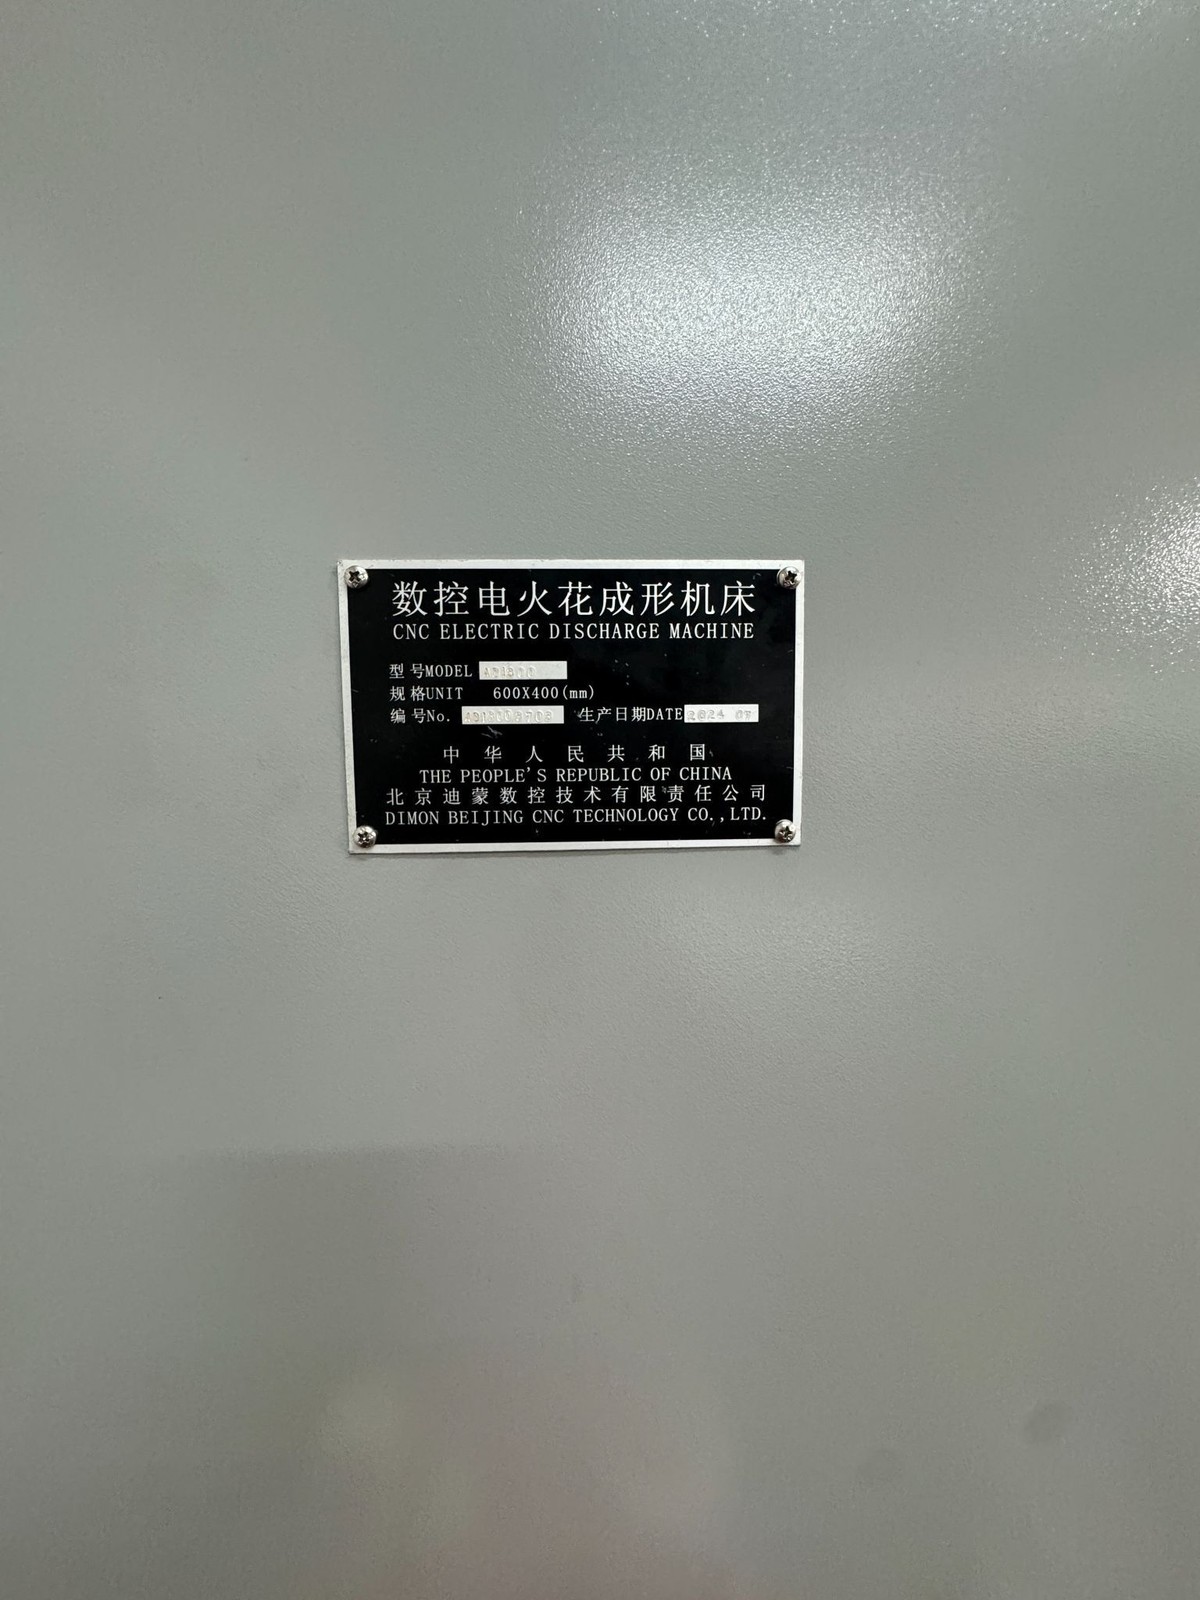 数控电火花成形机床
CNC ELECTRIC DISCHARGE MACHINE
型号MODEL
规格UNIT 600X400(mm)
编号No. 生产日期DATE 2024 07
中华人民共和国
THE PEOPLE'S REPUBLIC OF CHINA
北京迪蒙数控技术有限责任公司
DIMON BEIJING CNC TECHNOLOGY CO.,LTD.